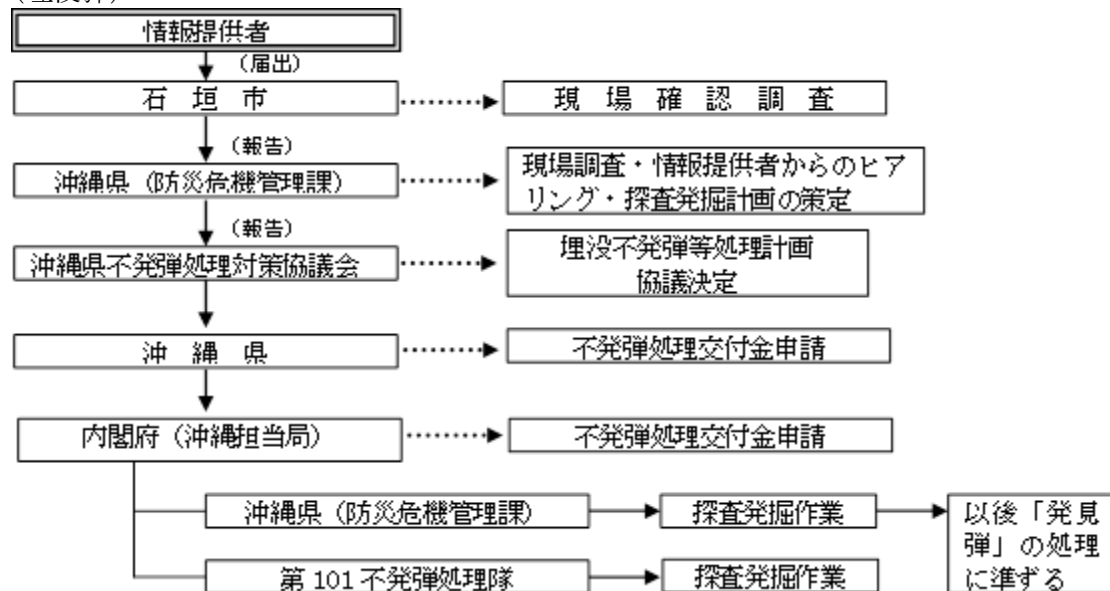 情報提供者
（届出）
石　垣　市
現　場　確　認　調　査
（報告）
沖縄県（防災危機管理課）
現場調査・情報提供者からのヒア
リング・探査発掘計画の策定
（報告）
沖縄県不発弾処理対策協議会
埋没不発弾等処理計画
協議決定
沖　縄　県
不発弾処理交付金申請
内閣府（沖縄担当局）
不発弾処理交付金申請
沖縄県（防災危機管理課）
探査発掘作業
以後「発見
弾」の処理
に準ずる
第 101 不発弾処理隊
探査発掘作業